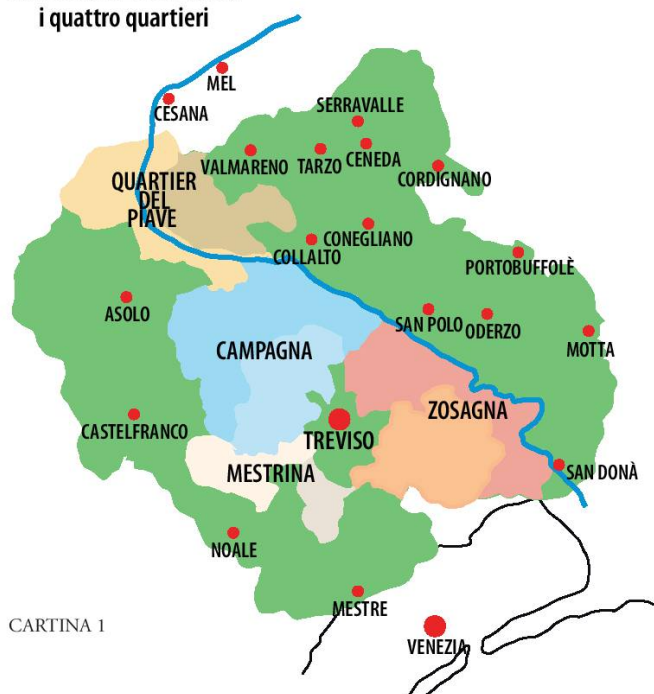 i quattro quartieri
MEL
CESANA
SERRAVALLE
VALMARENO
TARZO
CENEDA
CORDIGNANO
QUARTIER
DEL
PIAVE
CONEGLIANO
COLLALTO
PORTOBUFFOLÈ
ASOLO
SAN POLO
ODERZO
MOTTA
CAMPAGNA
ZOSAGNA
CASTELFRANCO
TREVISO
MESTRINA
SAN DONÀ
NOALE
MESTRE
CARTINA 1
VENEZIA